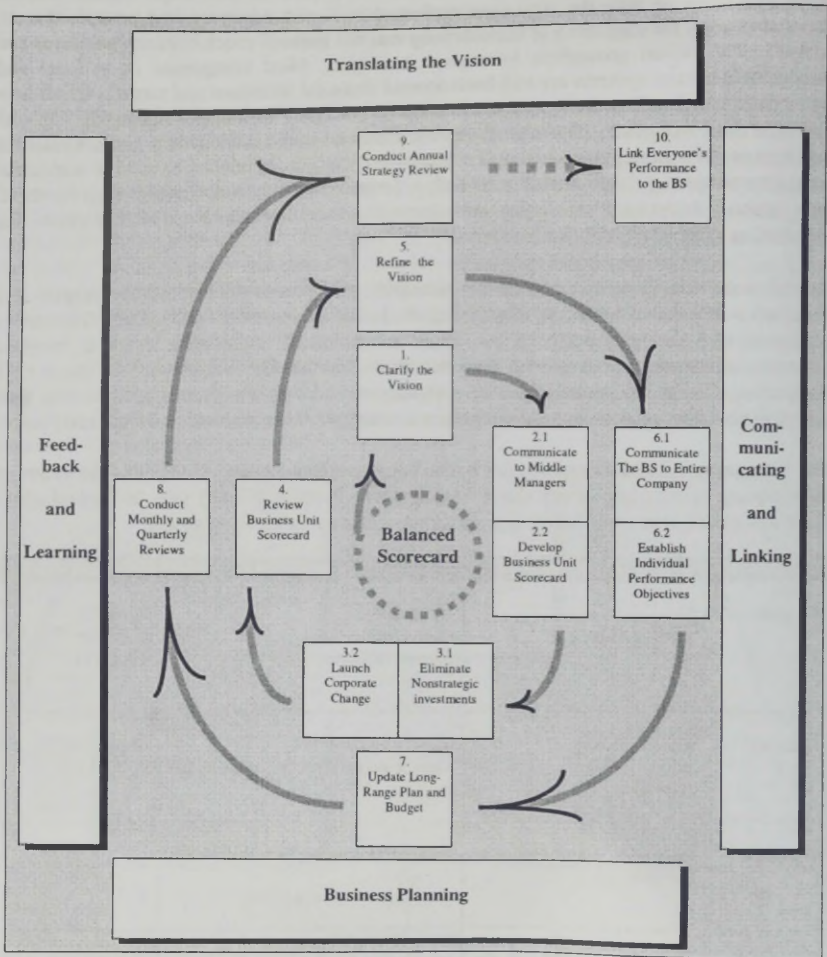 Translating the Vision
9.
Conduct Annual
Strategy Review
10.
Link Everyone's
Performance
to the BS
5.
Refine the
Vision
1.
Clarify the
Vision
Feed-
back
and
Learning
8.
Conduct
Monthly and
Quarterly
Reviews
4.
Review
Business Unit
Scorecard
Balanced
Scorecard
2.1
Communicate
to Middle
Managers
2.2
Develop
Business Unit
Scorecard
6.1
Communicate
The BS to Entire
Company
6.2
Establish
Individual
Performance
Objectives
Com-
muni-
cating
and
Linking
3.2
Launch
Corporate
Change
3.1
Eliminate
Nonstrategic
investments
7.
Update Long-
Range Plan and
Budget
Business Planning